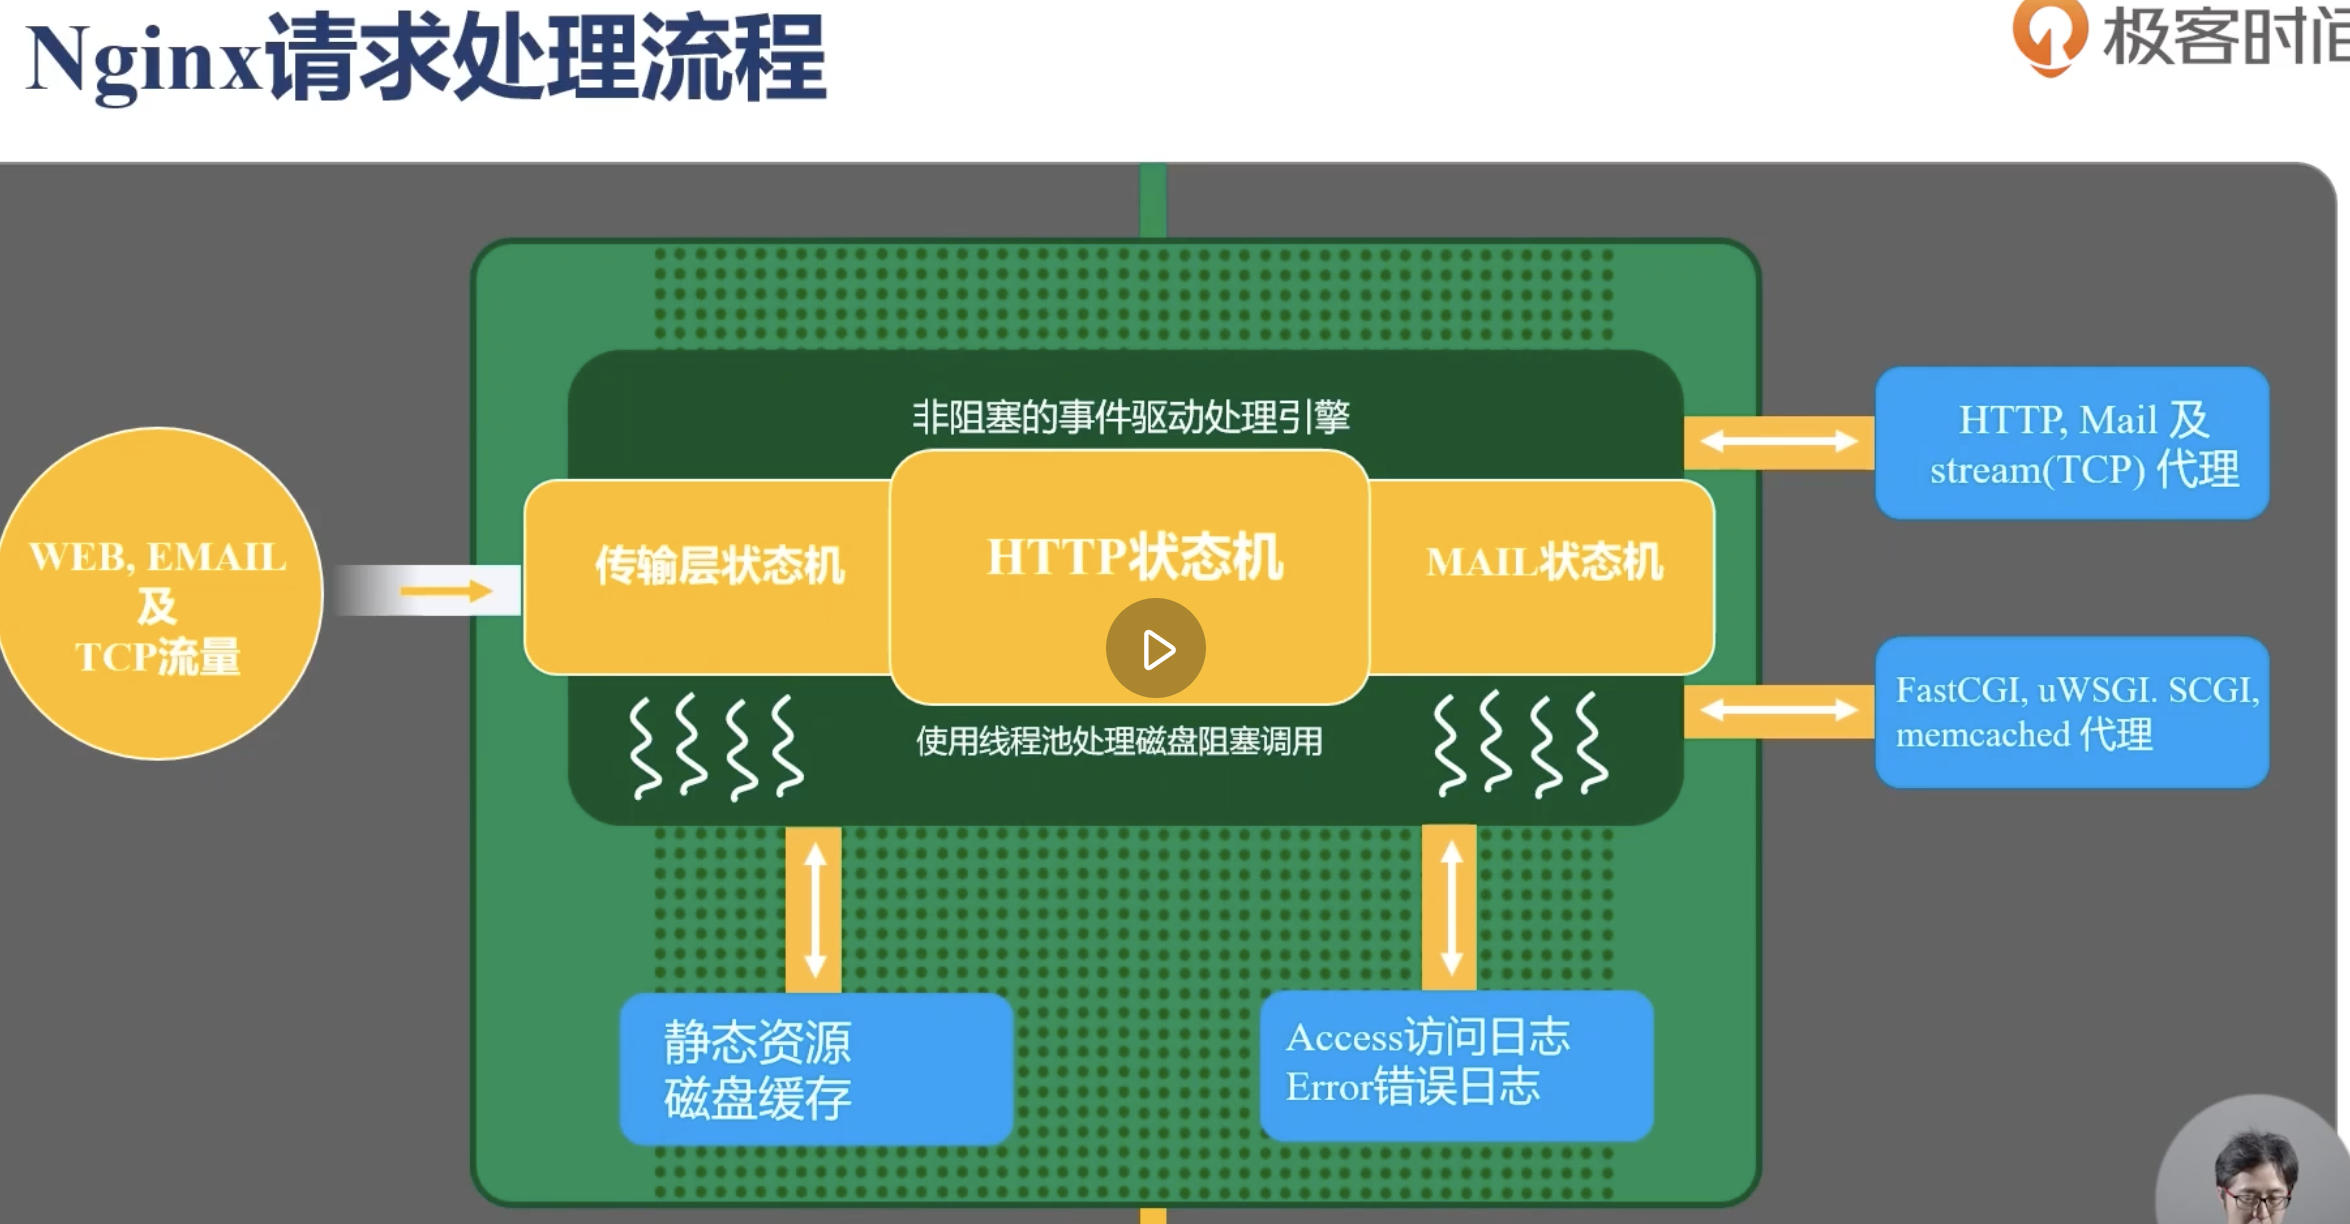 Nginx请求处理流程
极客时间
非阻塞的事件驱动处理引擎
WEB, EMAIL
及
TCP流量
传输层状态机
HTTP状态机
MAIL状态机
使用线程池处理磁盘阻塞调用
HTTP, Mail 及
stream(TCP) 代理
FastCGI, uWSGI. SCGI,
memcached 代理
静态资源
磁盘缓存
Access访问日志
Error错误日志